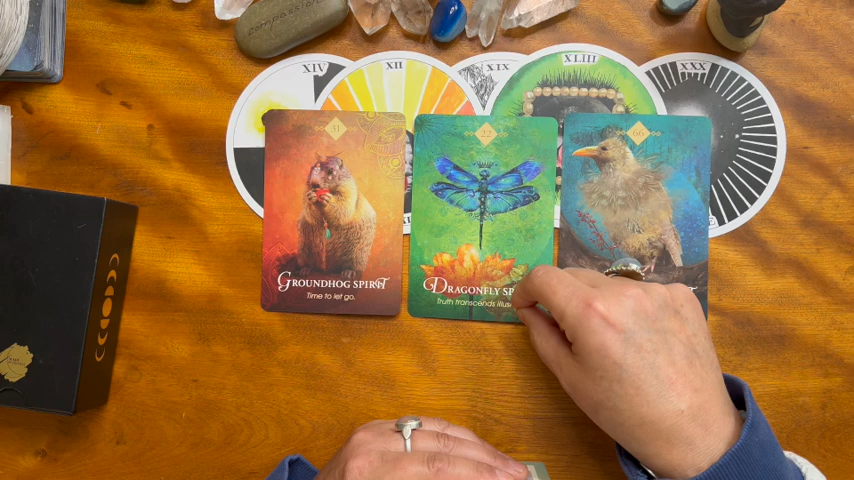 compassion
XIV
XII
XIX
XLIII
XXX
31
22
66
GROUNDHOG SPIRIT
Time to let go.
DRAGONFLY SP
Truth transcends illus